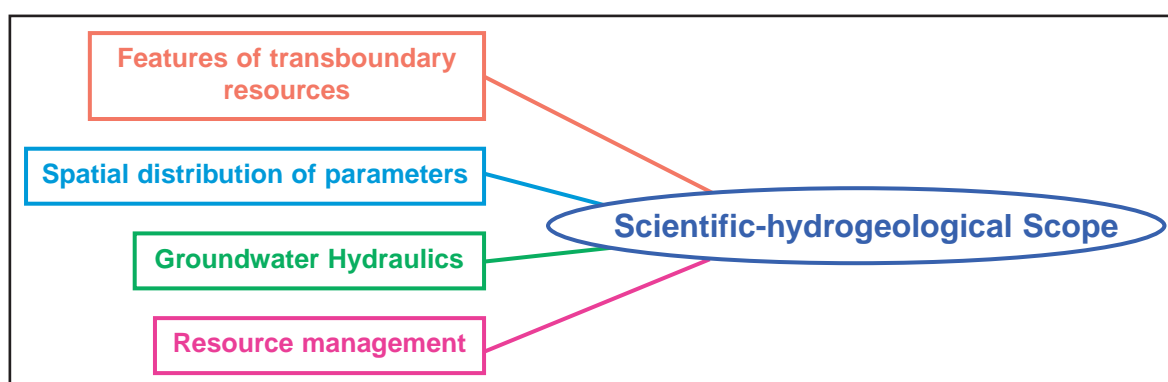 Features of transboundary
resources
Spatial distribution of parameters
Scientific-hydrogeological Scope
Groundwater Hydraulics
Resource management